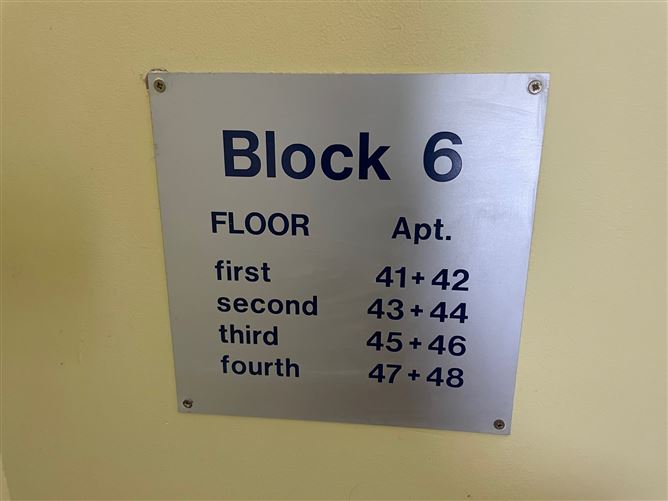 Block 6
FLOOR Apt.
first 41+42
second 43+44
third 45+46
fourth 47+48